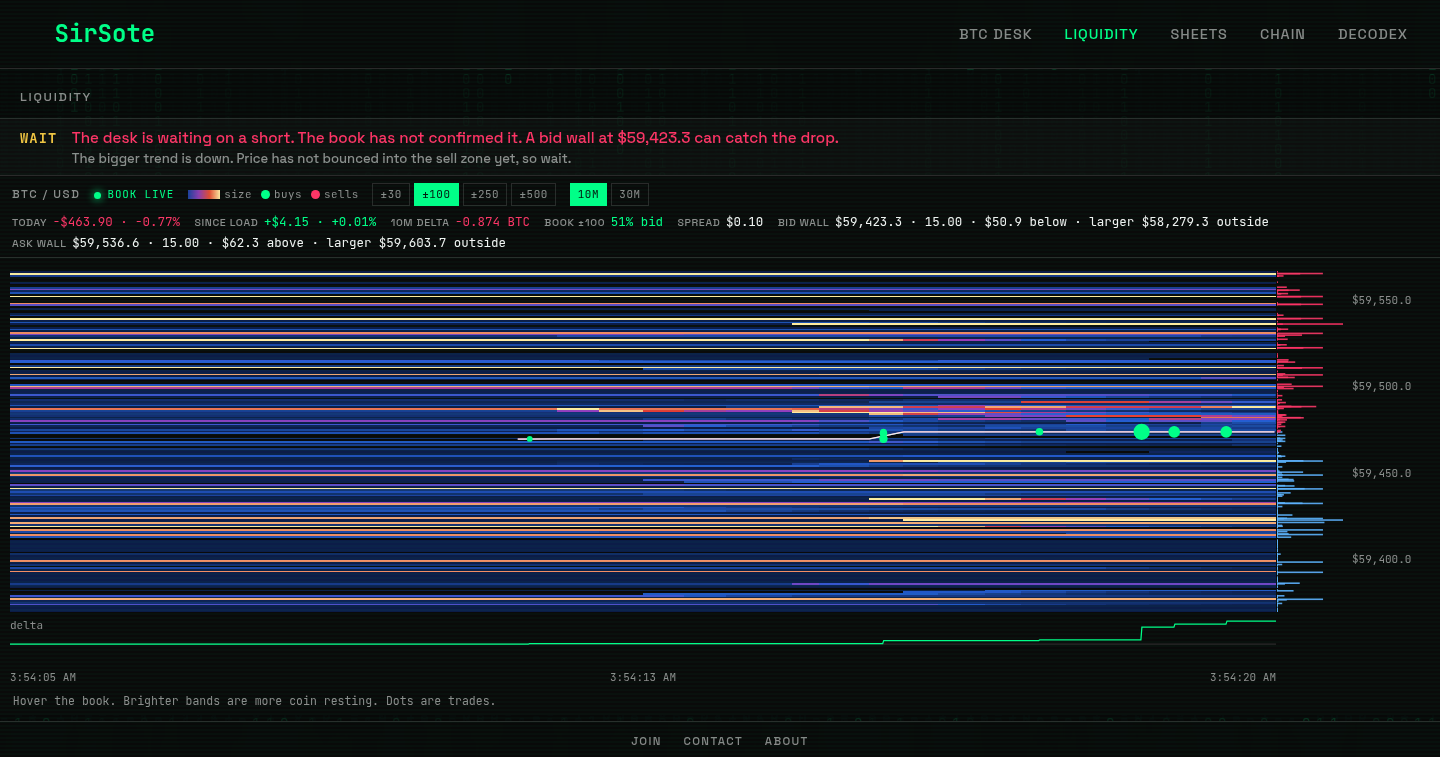 SirSote
BTC DESK LIQUIDITY SHEETS CHAIN DECODEX
LIQUIDITY
WAIT The desk is waiting on a short. The book has not confirmed it. A bid wall at $59,423.3 can catch the drop.
The bigger trend is down. Price has not bounced into the sell zone yet, so wait.
BTC / USD BOOK LIVE size buys sells ±30 ±100 ±250 ±500 10M 30M
TODAY -$463.90 · -0.77% SINCE LOAD +$4.15 · +0.01% 10M DELTA -0.874 BTC BOOK ±100 51% bid SPREAD $0.10 BID WALL $59,423.3 · 15.00 · $50.9 below · larger $58,279.3 outside
ASK WALL $59,536.6 · 15.00 · $62.3 above · larger $59,603.7 outside
$59,550.0
$59,500.0
$59,450.0
$59,400.0
delta
3:54:05 AM 3:54:13 AM 3:54:20 AM
Hover the book. Brighter bands are more coin resting. Dots are trades.
JOIN CONTACT ABOUT